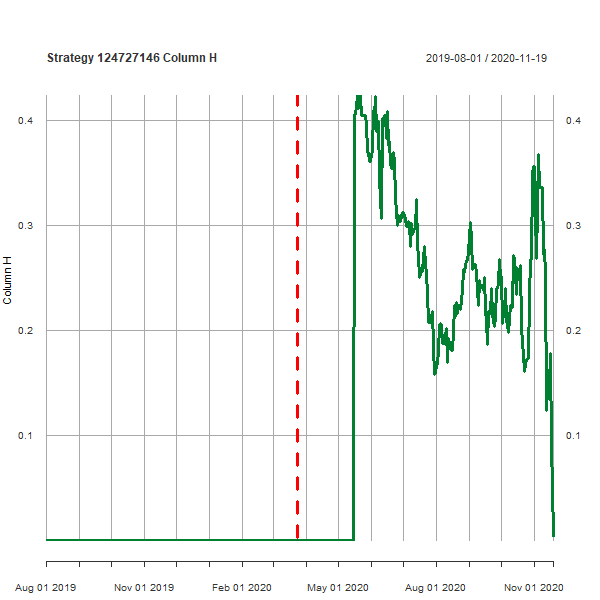 Strategy 124727146 Column H
2019-08-01 / 2020-11-19
0.4
0.4
0.3
0.3
Column H
0.2
0.2
0.1
0.1
Aug 01 2019
Nov 01 2019
Feb 01 2020
May 01 2020
Aug 01 2020
Nov 01 2020